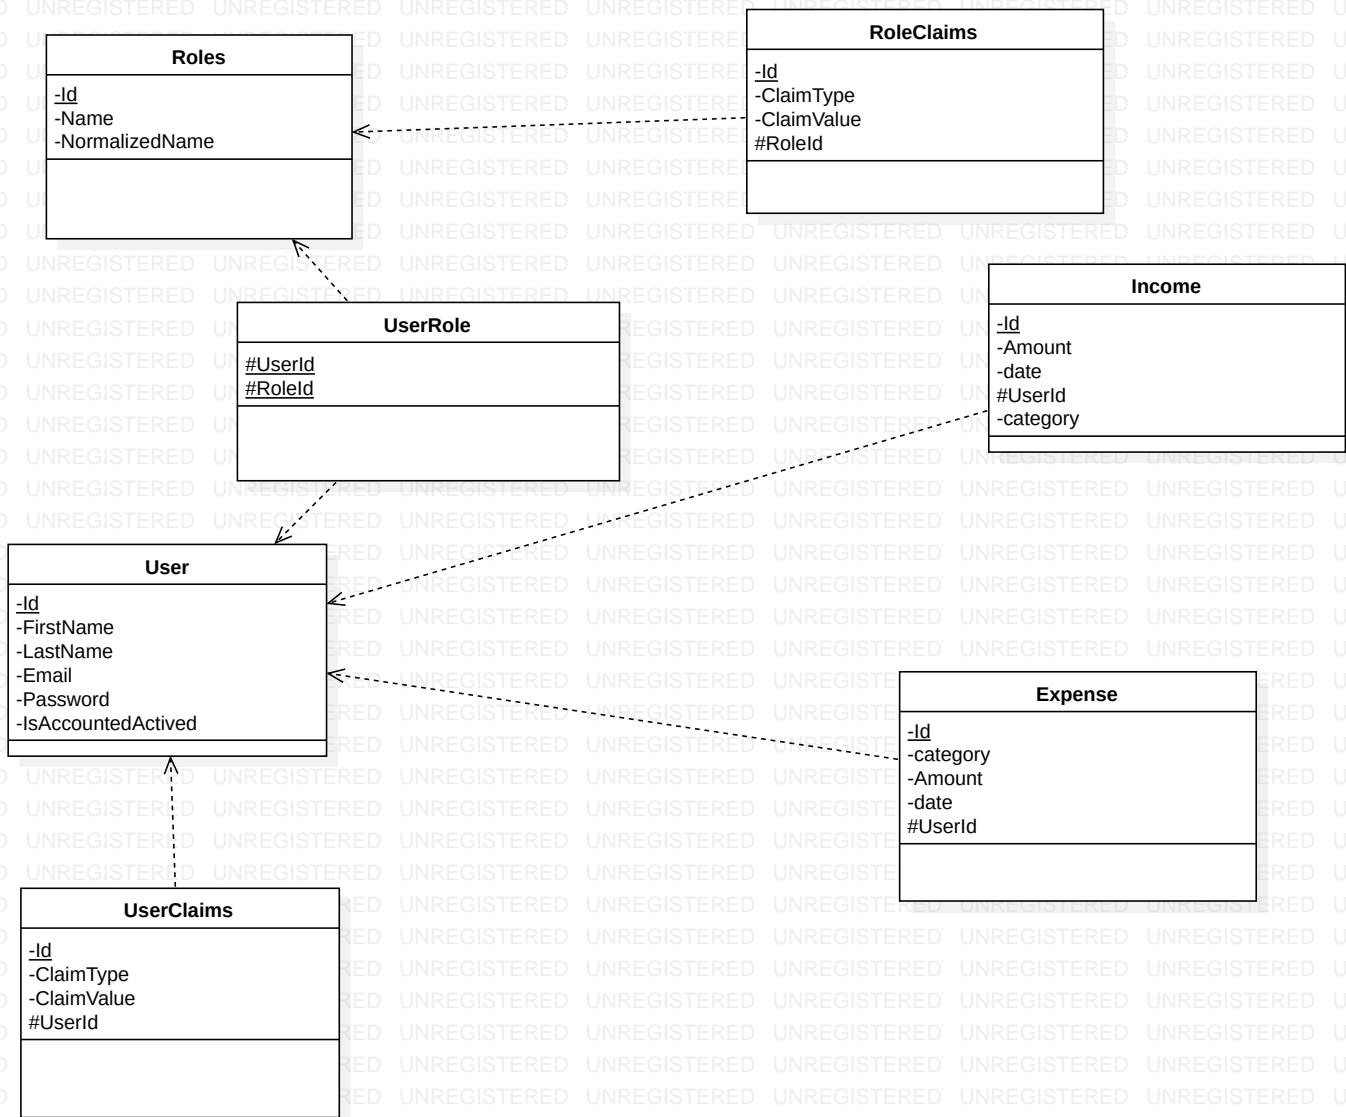 Roles
-Id
-Name
-NormalizedName
RoleClaims
-Id
-ClaimType
-ClaimValue
#RoleId
UserRole
#UserId
#RoleId
Income
-Id
-Amount
-date
#UserId
-category
User
-Id
-FirstName
-LastName
-Email
-Password
-IsAccountedActived
Expense
-Id
-category
-Amount
-date
#UserId
UserClaims
-Id
-ClaimType
-ClaimValue
#UserId
UNREGISTERED